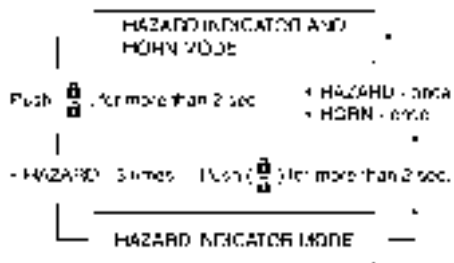 HAZARD INDICATOR AND
HORN MODE
Push , for more than 2 sec.
• HAZARD - once
• HORN - once
• HAZARD - 3 times Push ( ) for more than 2 sec.
HAZARD INDICATOR MODE